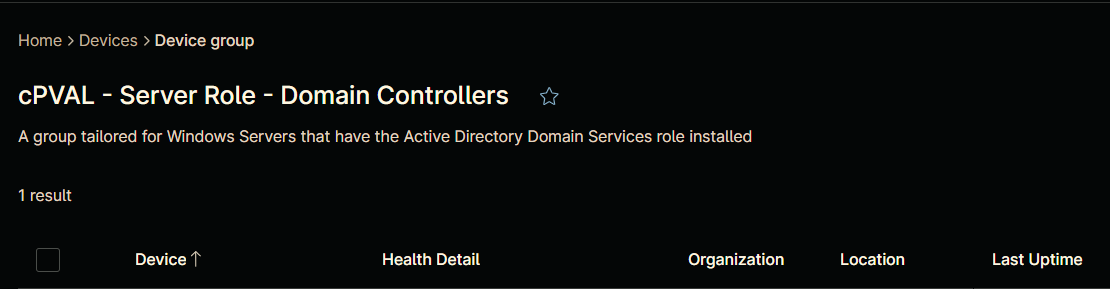 Home > Devices > Device group
cPVAL - Server Role - Domain Controllers
A group tailored for Windows Servers that have the Active Directory Domain Services role installed
1 result
Device ↑ Health Detail Organization Location Last Uptime